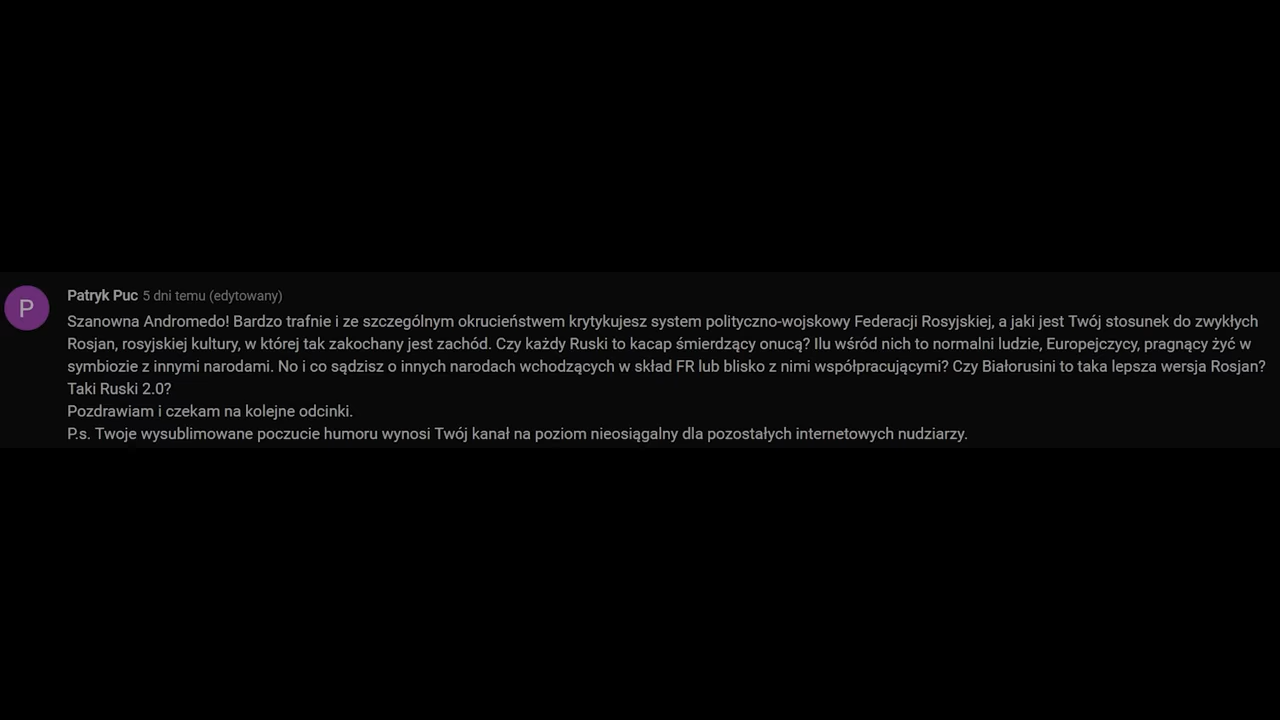 P
Patryk Puc 5 dni temu (edytowany)
Szanowna Andromedo! Bardzo trafnie i ze szczególnym okrucieństwem krytykujesz system polityczno-wojskowy Federacji Rosyjskiej, a jaki jest Twój stosunek do zwykłych
Rosjan, rosyjskiej kultury, w której tak zakochany jest zachód. Czy każdy Ruski to kacap śmierdzący onucą? Ilu wśród nich to normalni ludzie, Europejczycy, pragnący żyć w
symbiozie z innymi narodami. No i co sądzisz o innych narodach wchodzących w skład FR lub blisko z nimi współpracującymi? Czy Białorusini to taka lepsza wersja Rosjan?
Taki Ruski 2.0?
Pozdrawiam i czekam na kolejne odcinki.
P.s. Twoje wysublimowane poczucie humoru wynosi Twój kanał na poziom nieosiągalny dla pozostałych internetowych nudziarzy.